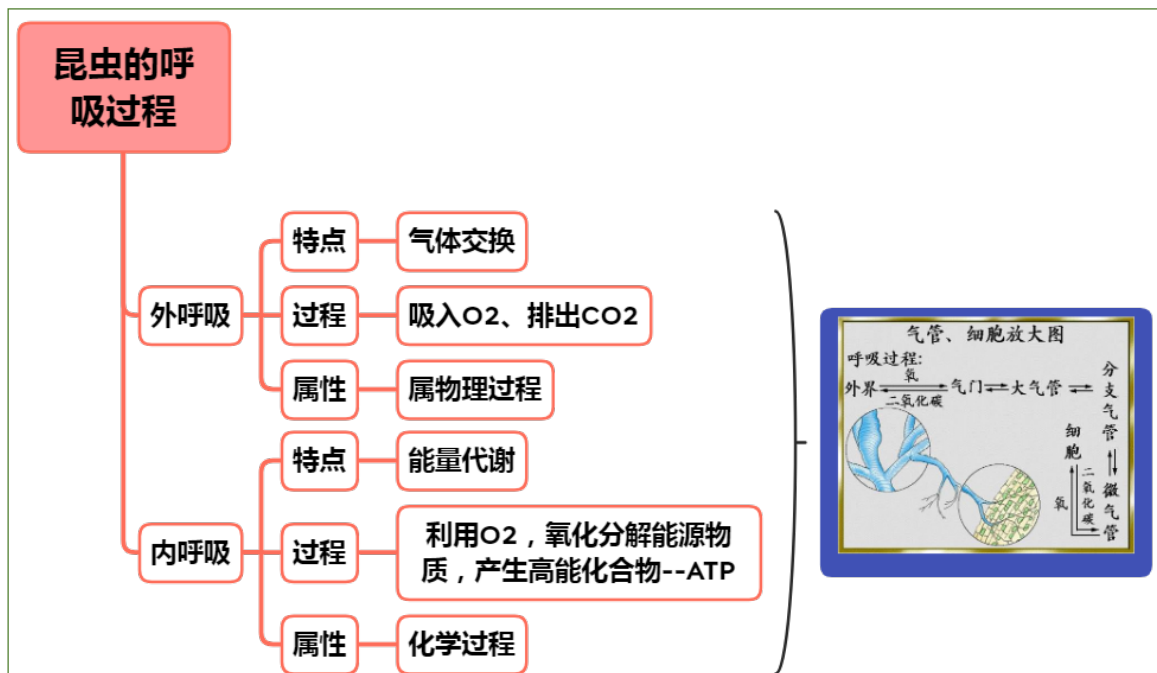 昆虫的呼
吸过程
外呼吸
特点
气体交换
过程
吸入O2、排出CO2
属性
属物理过程
内呼吸
特点
能量代谢
过程
利用O2，氧化分解能源物
质，产生高能化合物--ATP
属性
化学过程
气管、细胞放大图
呼吸过程:
外界
氧
二氧化碳
气门
大气管
分支气管
微气管
二氧化碳
氧
细胞